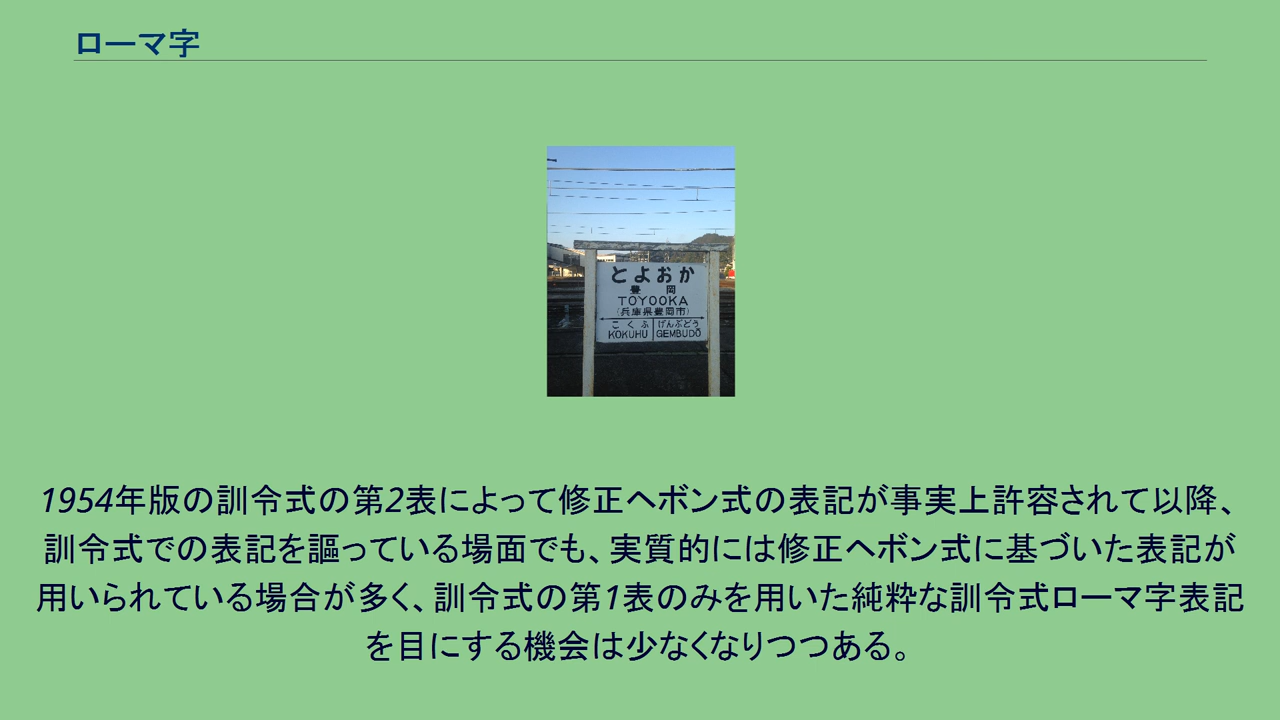 ローマ字
とよおか
豊岡
TOYOOKA
(兵庫県豊岡市)
こくふ げんぶどう
KOKUHU GEMBUDŌ
1954年版の訓令式の第2表によって修正ヘボン式の表記が事実上許容されて以降、
訓令式での表記を謳っている場面でも、実質的には修正ヘボン式に基づいた表記が
用いられている場合が多く、訓令式の第1表のみを用いた純粋な訓令式ローマ字表記
を目にする機会は少なくなりつつある。